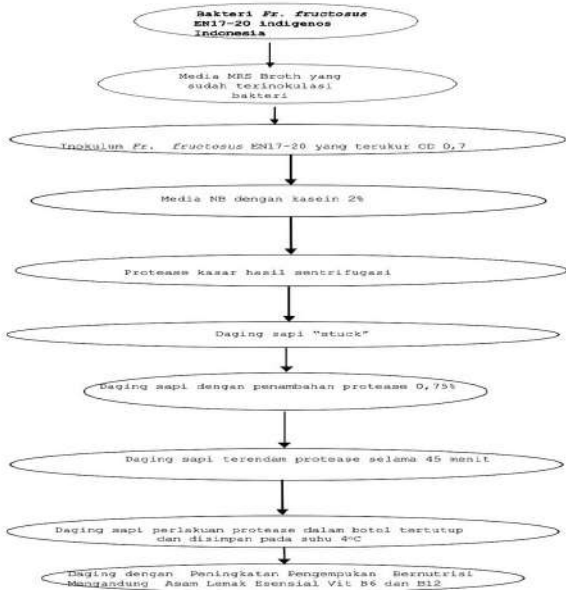 Bakteri Fr. fructosus
EN17-20 indigenos
Indonesia
Media MRS Broth yang
sudah terinokulasi
bakteri
Inokulum Fr. fructosus EN17-20 yang terukur OD 0,7
Media NB dengan kasein 2%
Protease kasar hasil sentrifugasi
Daging sapi "stuck"
Daging sapi dengan penambahan protease 0,75%
Daging sapi terendam protease selama 45 menit
Daging sapi perlakuan protease dalam botol tertutup
dan disimpan pada suhu 4°C
Daging dengan Peningkatan Pengempukan Bernutrisi
Mengandung Asam Lemak Esensial Vit B6 dan B12